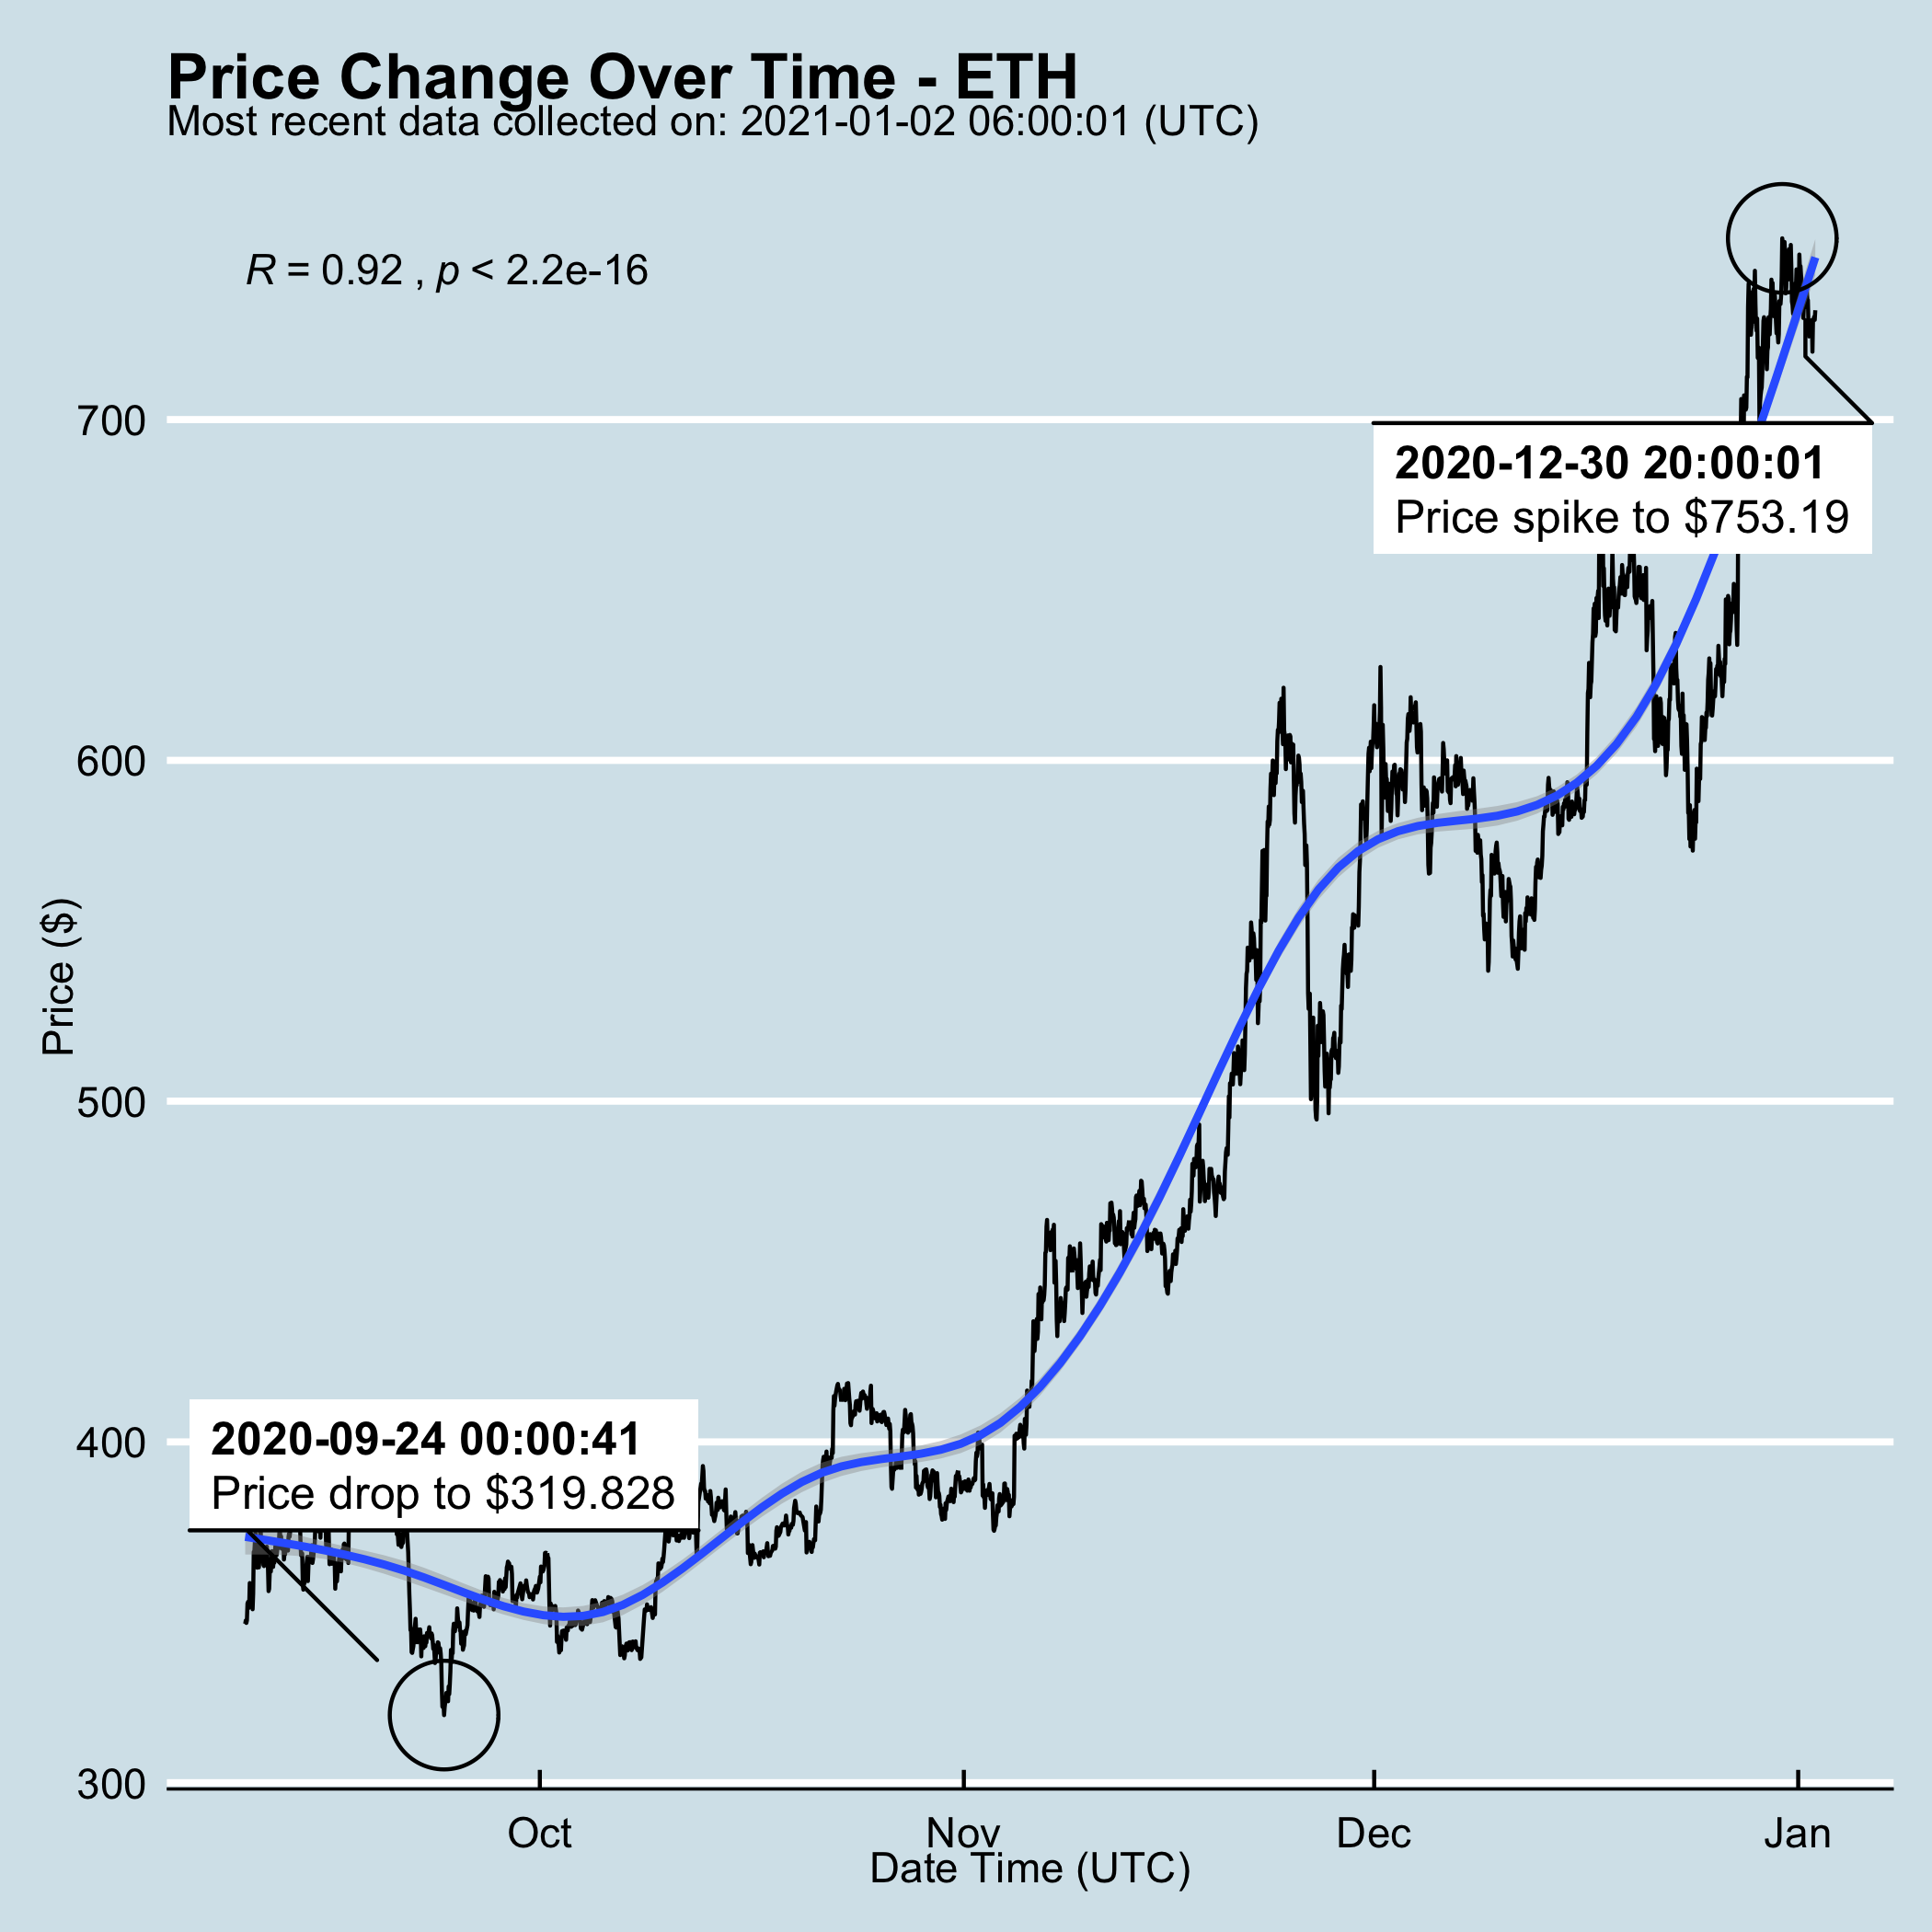 Price Change Over Time - ETH
Most recent data collected on: 2021-01-02 06:00:01 (UTC)
R = 0.92 , p < 2.2e-16
700
2020-12-30 20:00:01
Price spike to $753.19
600
Price ($)
500
400
2020-09-24 00:00:41
Price drop to $319.828
300
Oct Nov Dec Jan
Date Time (UTC)